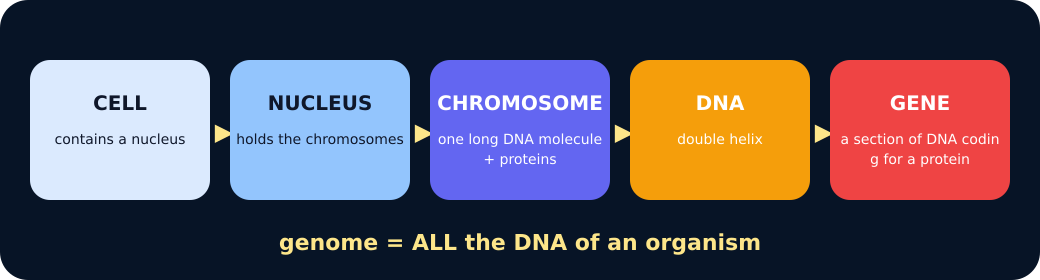 CELL
contains a nucleus
NUCLEUS
holds the chromosomes
CHROMOSOME
one long DNA molecule
+ proteins
DNA
double helix
GENE
a section of DNA codin
g for a protein
genome = ALL the DNA of an organism